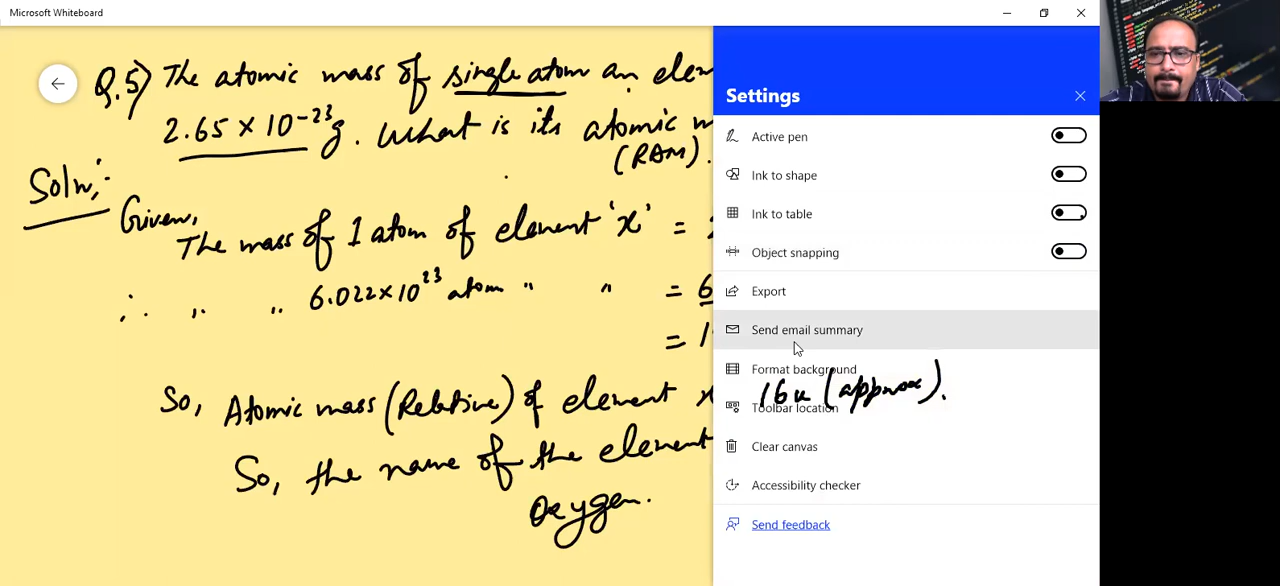 Microsoft Whiteboard
Q.5) The atomic mass of single atom an elem
2.65 × 10⁻²³ g. What is its atomic m
(RAM).
Soln:-
Given,
The mass of 1 atom of element 'x' =
∴ ,, ,, 6.022×10²³ atom " " = 6
= 1
So, Atomic mass (Relative) of element x
16u (approx).
So, the name of the element
Oxygen.
Settings
Active pen
Ink to shape
Ink to table
Object snapping
Export
Send email summary
Format background
Toolbar location
Clear canvas
Accessibility checker
Send feedback